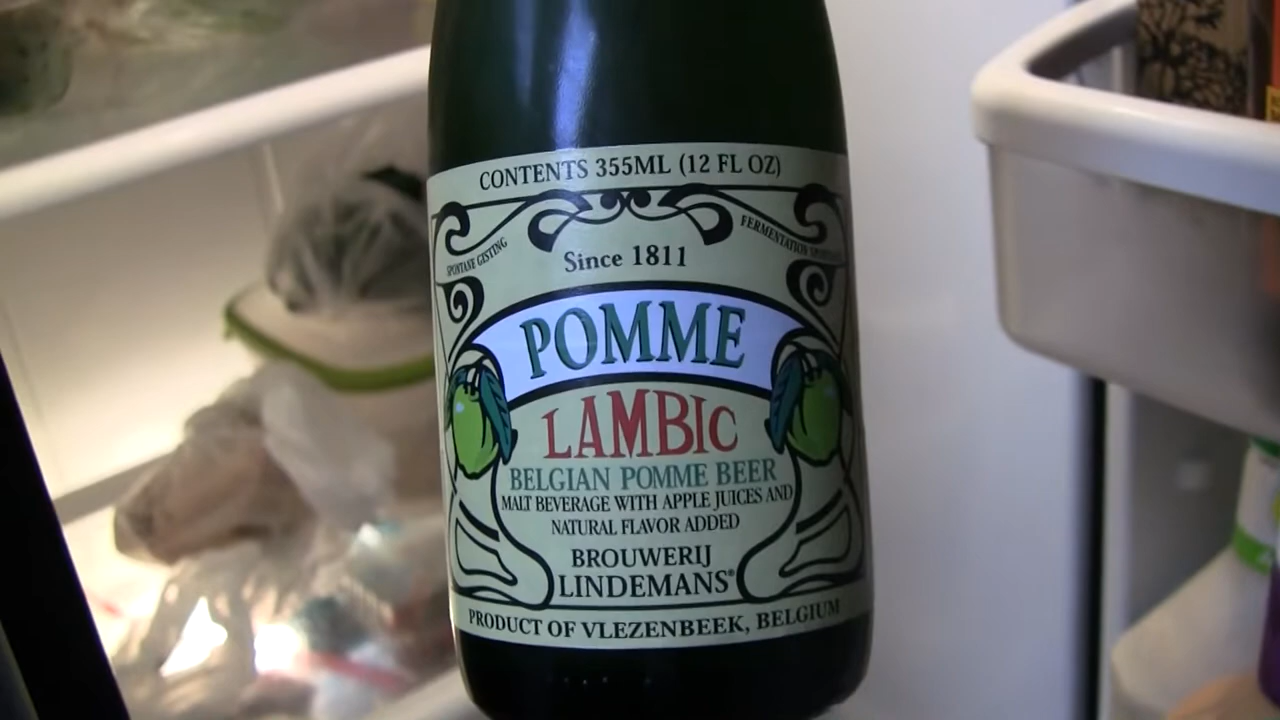 CONTENTS 355ML (12 FL OZ)
SPONTANE GISTING
FERMENTATION
Since 1811
POMME
LAMBIC
BELGIAN POMME BEER
MALT BEVERAGE WITH APPLE JUICES AND
NATURAL FLAVOR ADDED
BROUWERIJ
LINDEMANS®
PRODUCT OF VLEZENBEEK, BELGIUM